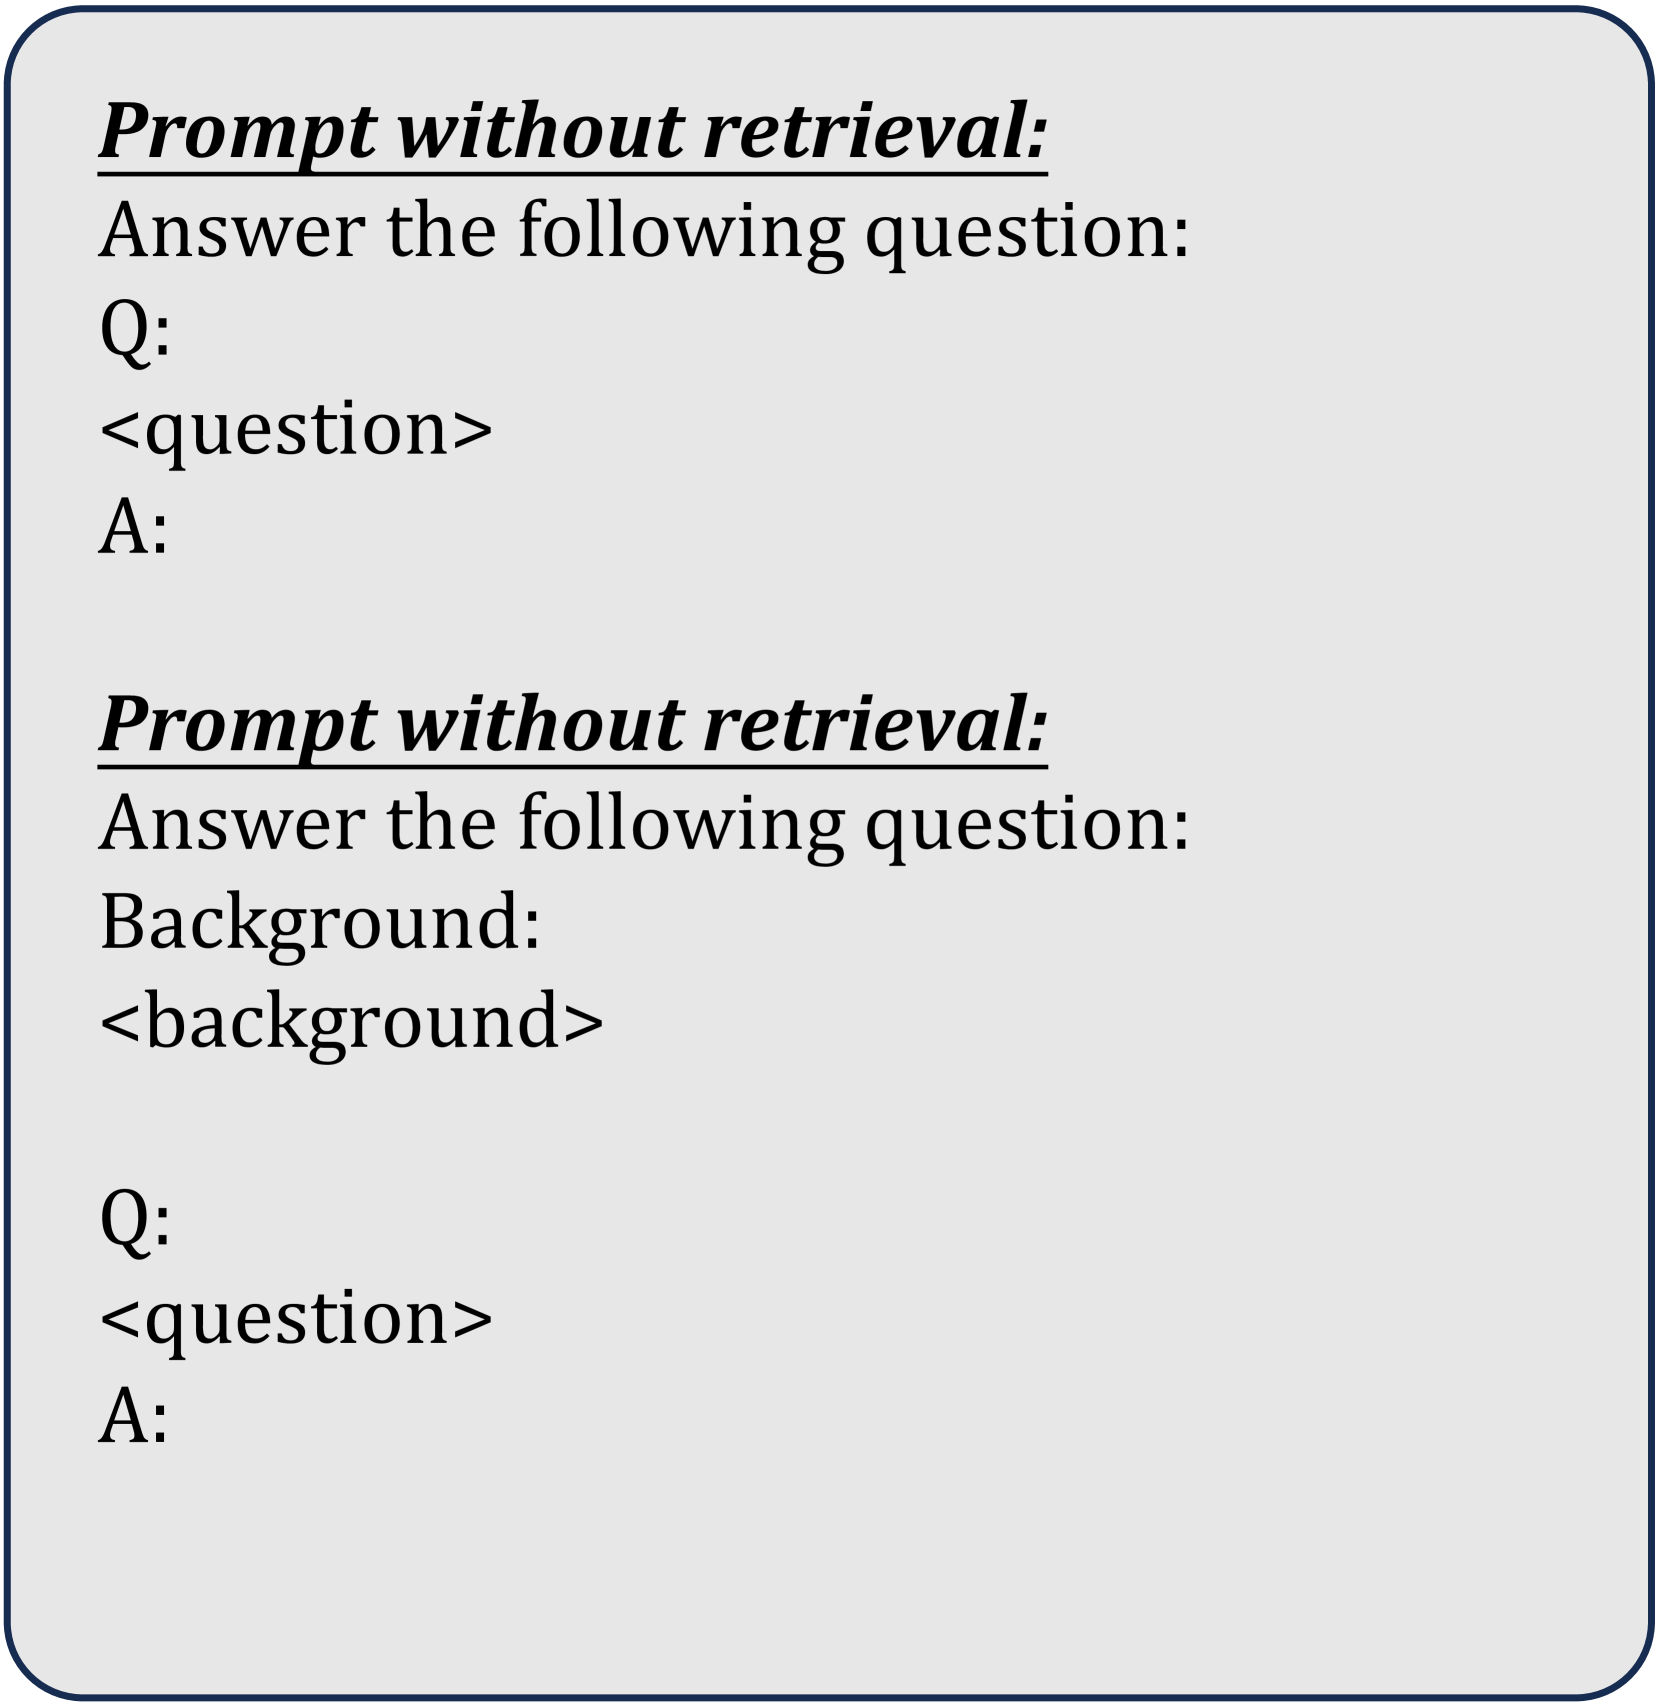 Prompt without retrieval:
Answer the following question:
Q:
<question>
A:
Prompt without retrieval:
Answer the following question:
Background:
<background>
Q:
<question>
A: